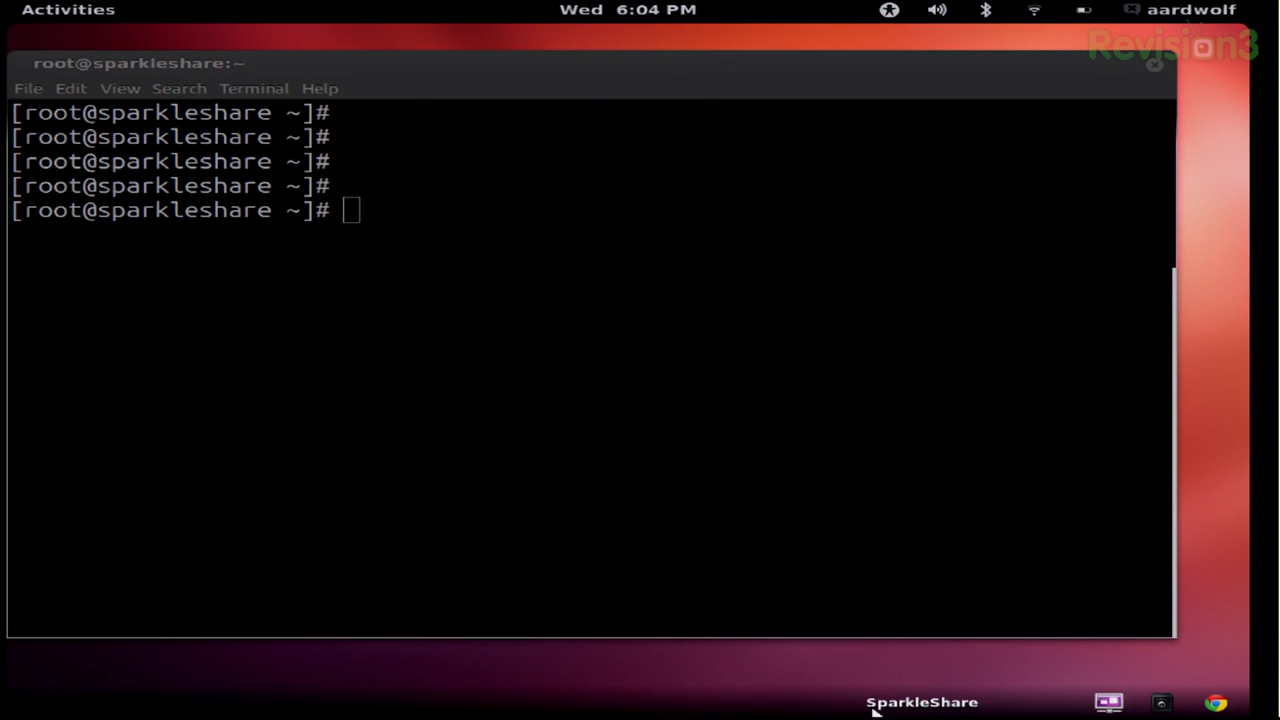 Activities
Wed 6:04 PM
aardwolf
Revision3
root@sparkleshare:~
File Edit View Search Terminal Help
[root@sparkleshare ~]#
[root@sparkleshare ~]#
[root@sparkleshare ~]#
[root@sparkleshare ~]#
[root@sparkleshare ~]#
SparkleShare